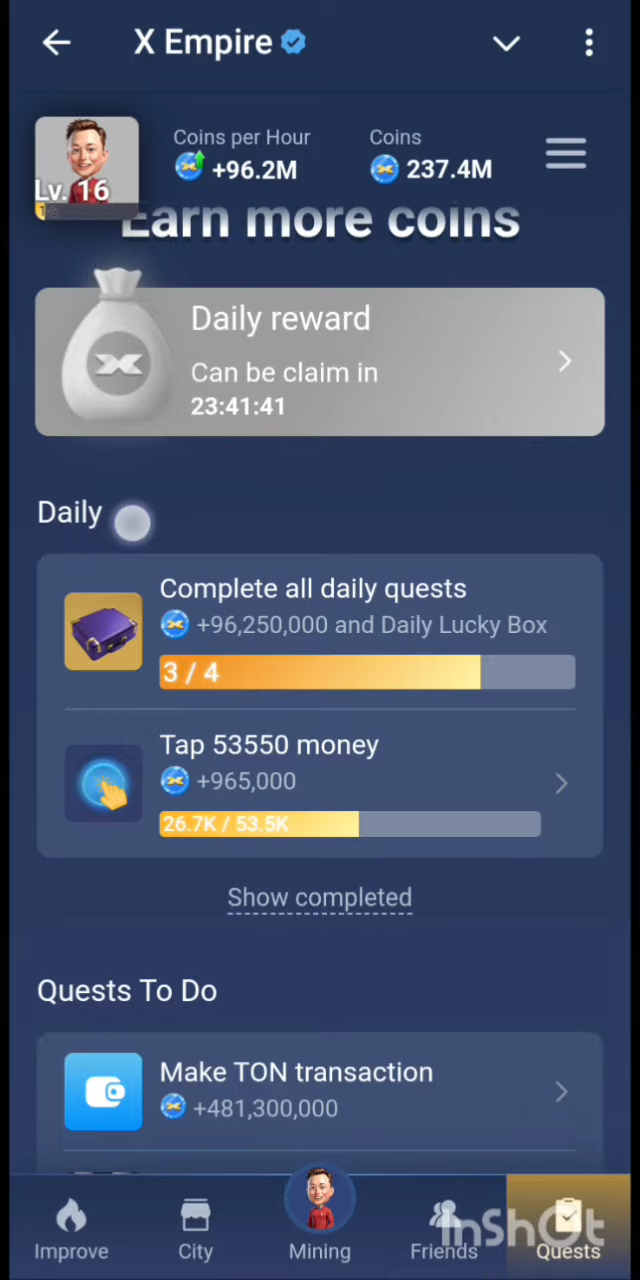 X Empire
Coins per Hour
Coins
Lv. 16
+96.2M
237.4M
Earn more coins
Daily reward
Can be claim in
23:41:41
Daily
Complete all daily quests
+96,250,000 and Daily Lucky Box
3 / 4
Tap 53550 money
+965,000
26.7K / 53.5K
Show completed
Quests To Do
Make TON transaction
+481,300,000
InShOt
Improve
City
Mining
Friends
Quests